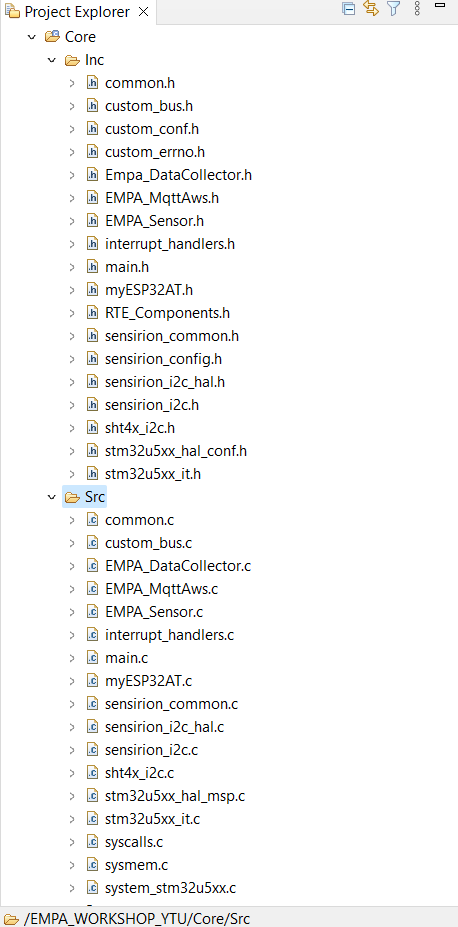 Project Explorer
Core
Inc
common.h
custom_bus.h
custom_conf.h
custom_errno.h
Empa_DataCollector.h
EMPA_MqttAws.h
EMPA_Sensor.h
interrupt_handlers.h
main.h
myESP32AT.h
RTE_Components.h
sensirion_common.h
sensirion_config.h
sensirion_i2c_hal.h
sensirion_i2c.h
sht4x_i2c.h
stm32u5xx_hal_conf.h
stm32u5xx_it.h
Src
common.c
custom_bus.c
EMPA_DataCollector.c
EMPA_MqttAws.c
EMPA_Sensor.c
interrupt_handlers.c
main.c
myESP32AT.c
sensirion_common.c
sensirion_i2c_hal.c
sensirion_i2c.c
sht4x_i2c.c
stm32u5xx_hal_msp.c
stm32u5xx_it.c
syscalls.c
sysmem.c
system_stm32u5xx.c
/EMPA_WORKSHOP_YTU/Core/Src